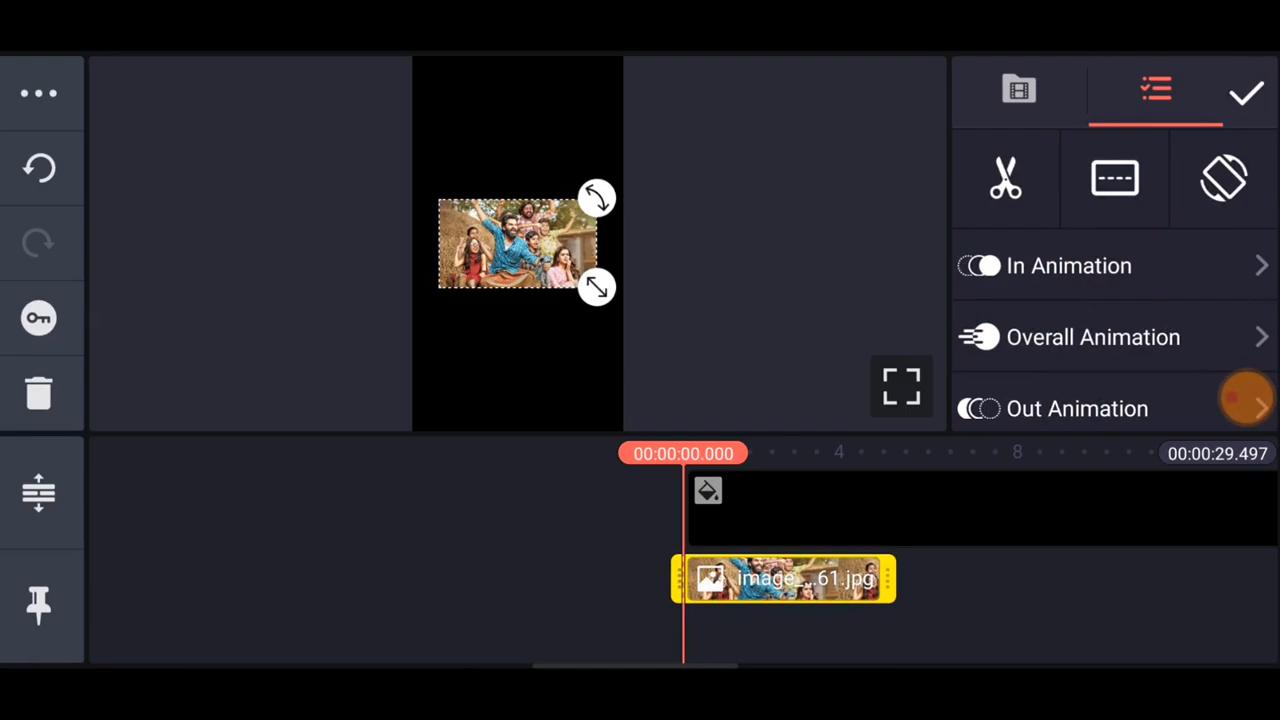 In Animation
Overall Animation
Out Animation
00:00:00.000
4
8
00:00:29.497
image_...61.jpg